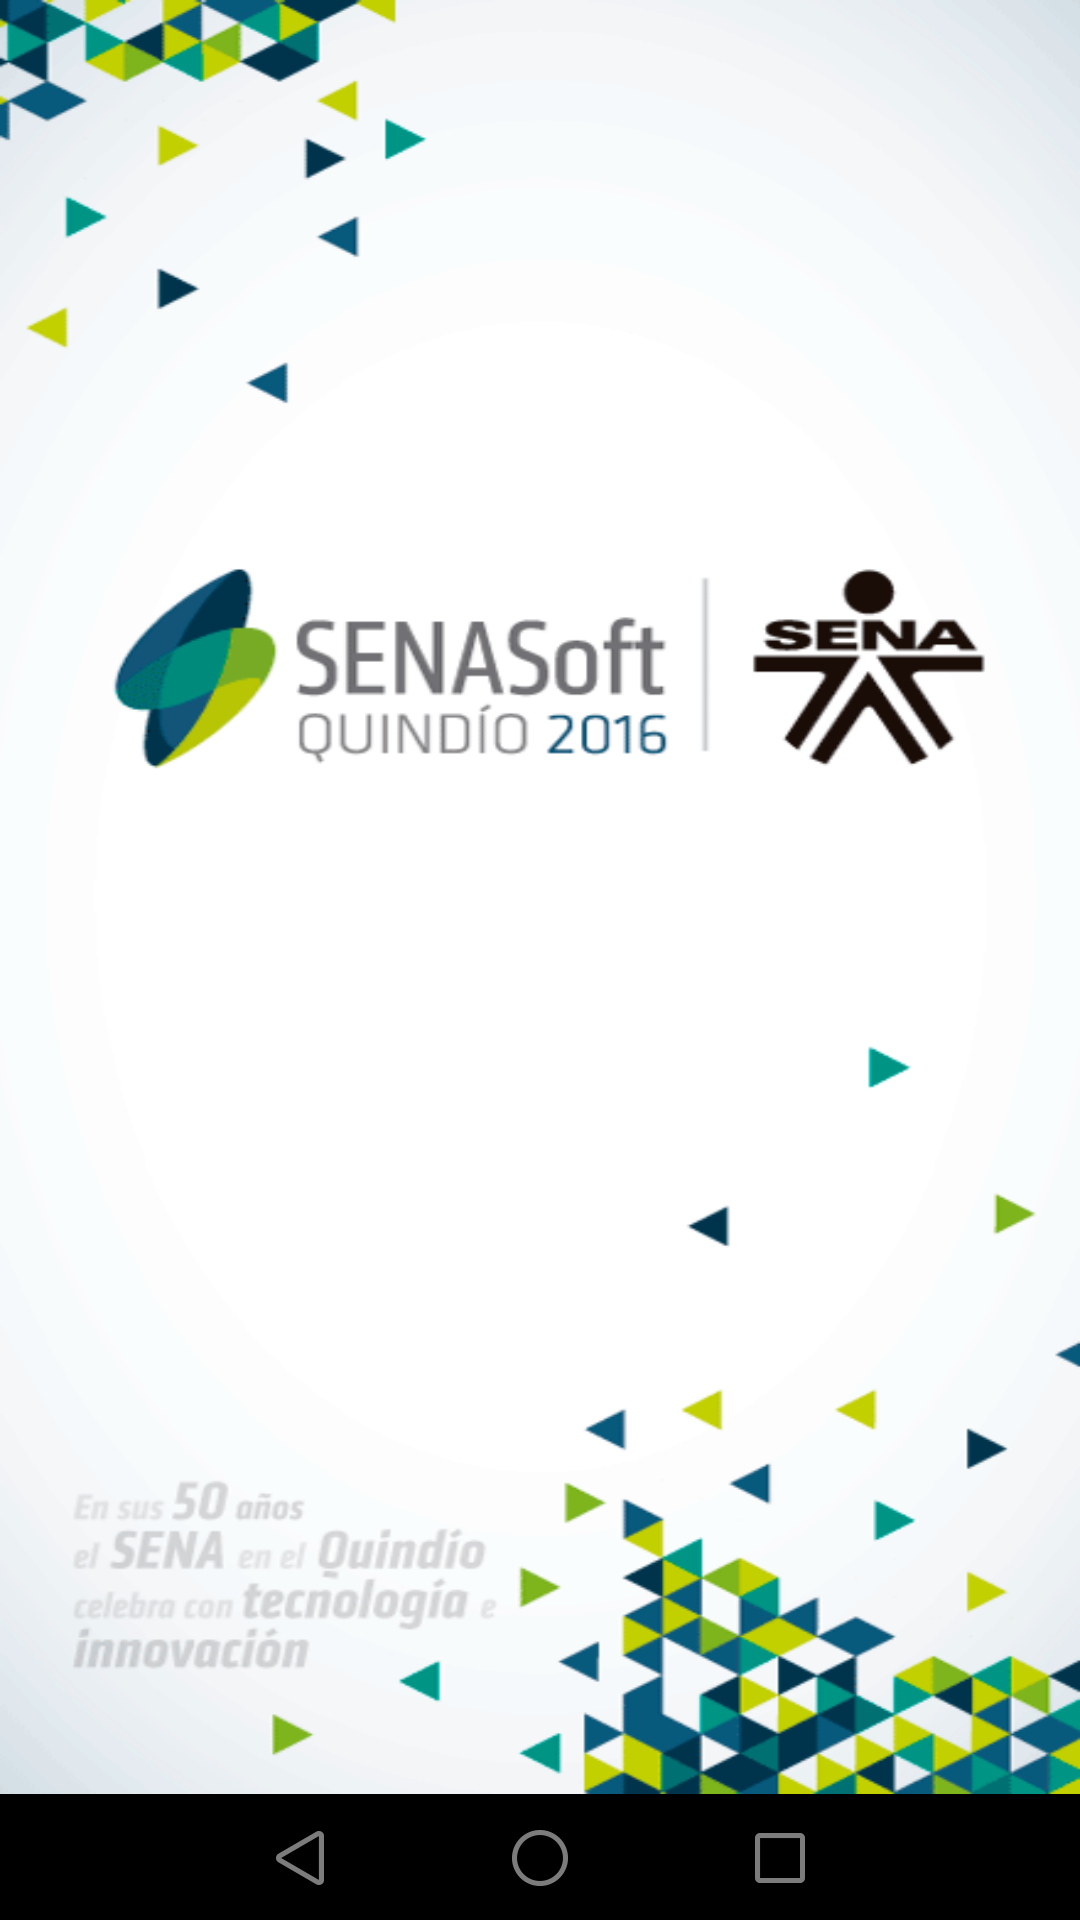 SENASoft
QUINDÍO 2016
SENA
En sus 50 años
el SENA en el Quindío
celebra con tecnología e
innovación